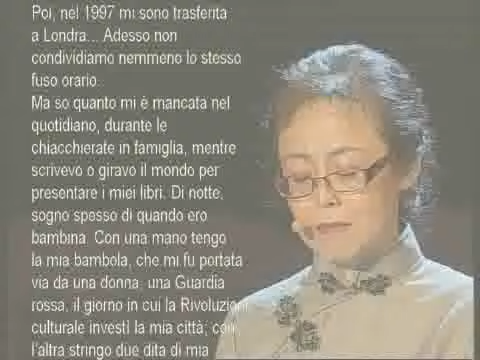 Poi, nel 1997 mi sono trasferita
a Londra... Adesso non
condividiamo nemmeno lo stesso
fuso orario.
Ma so quanto mi è mancata nel
quotidiano, durante le
chiacchierate in famiglia, mentre
scrivevo o giravo il mondo per
presentare i miei libri. Di notte,
sogno spesso di quando ero
bambina. Con una mano tengo
la mia bambola, che mi fu portata
via da una donna, una Guardia
rossa, il giorno in cui la Rivoluzion
culturale investì la mia città; con
l'altra stringo due dita di mia